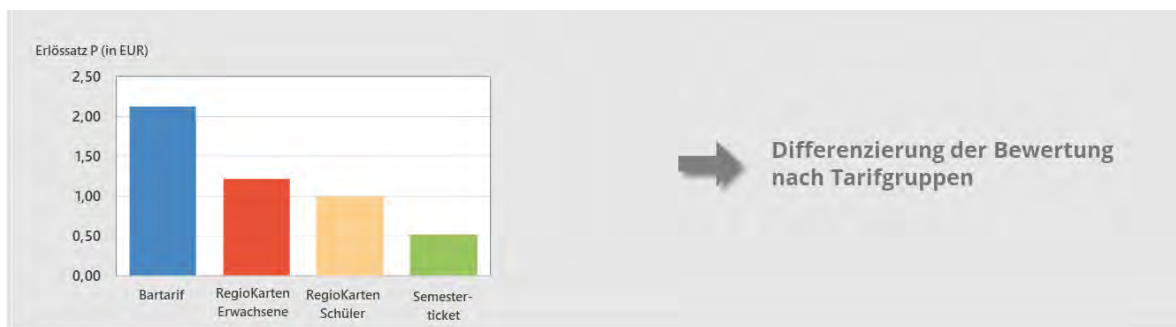 Erlössatz P (in EUR)
2,50
2,00
1,50
1,00
0,50
0,00
Bartarif
RegioKarten
Erwachsene
RegioKarten
Schüler
Semester-
ticket
Differenzierung der Bewertung
nach Tarifgruppen